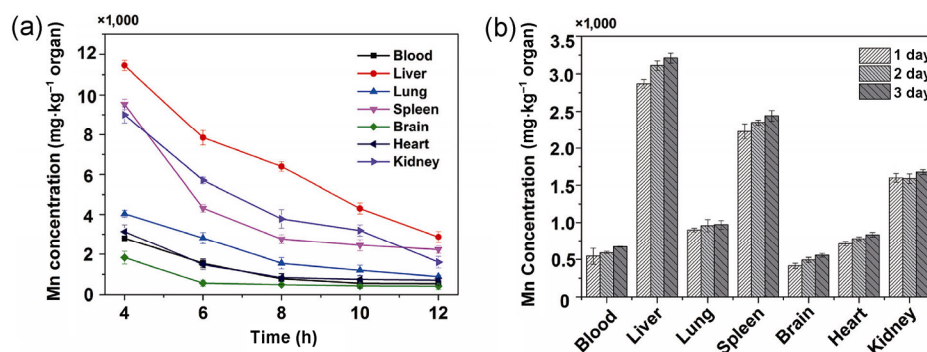 (a)
×1,000
Mn concentration (mg·kg⁻¹ organ)
12
10
8
6
4
2
0
Blood
Liver
Lung
Spleen
Brain
Heart
Kidney
4 6 8 10 12
Time (h)
(b)
×1,000
Mn Concentration (mg·kg⁻¹ organ)
3.5
3.0
2.5
2.0
1.5
1.0
0.5
0
1 day
2 day
3 day
Blood Liver Lung Spleen Brain Heart Kidney